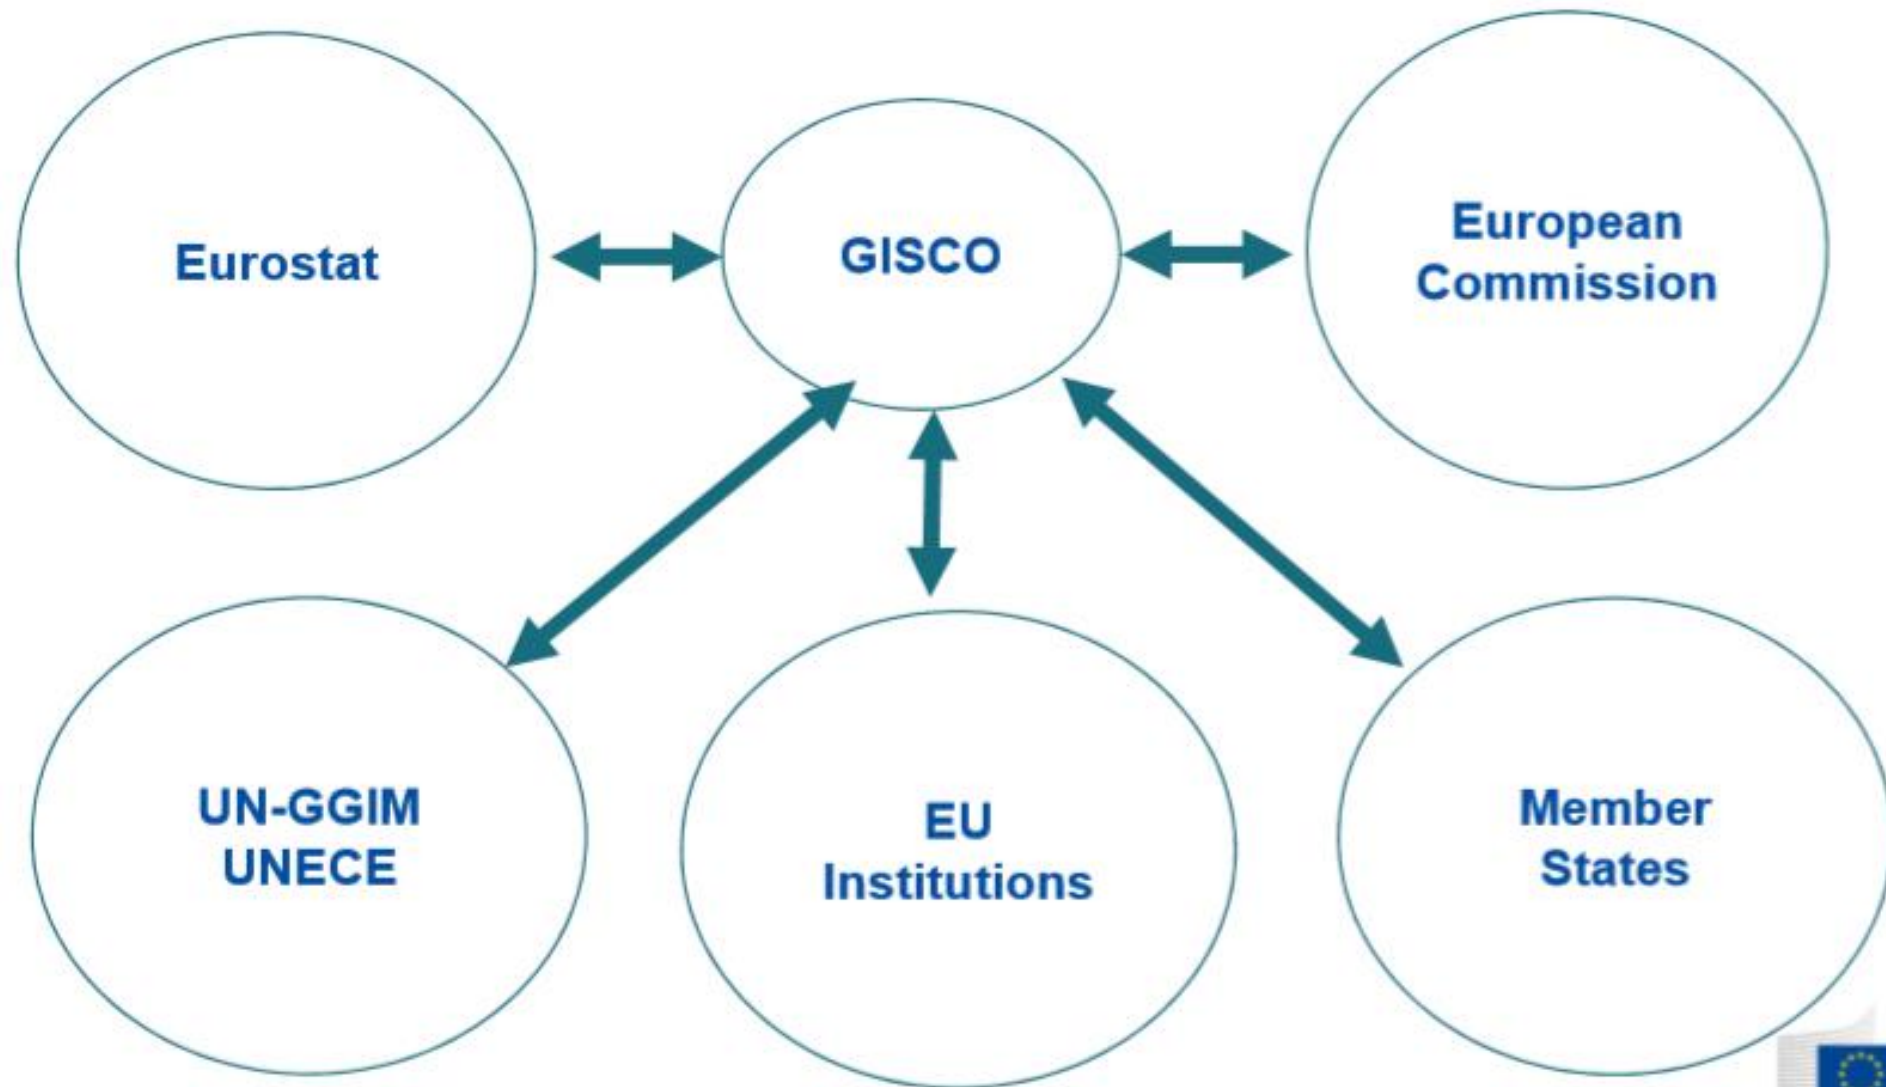 Eurostat
GISCO
European
Commission
UN-GGIM
UNECE
EU
Institutions
Member
States